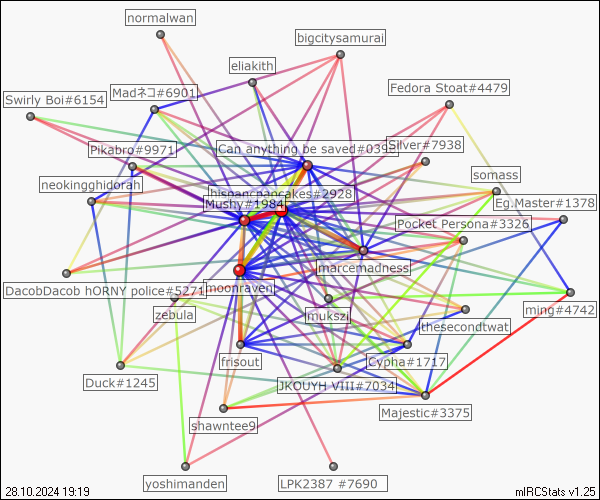 normalwan
bigcitysamurai
eliakith
Fedora Stoat#4479
Madネコ#6901
Swirly Boi#6154
Can anything be saved#039
Silver#7938
Pikabro#9971
somass
neokingghidorah
hispanchancakes#2928
Mushy#1984
Eg.Master#1378
Pocket Persona#3326
marcemadness
DacobDacob hORNY police#5271
moonraven
ming#4742
zebula
mukszi
thesecondtwat
frisout
Cypha#1717
Duck#1245
JKOUYH VIII#7034
Majestic#3375
shawntee9
yoshimanden
LPK2387 #7690
28.10.2024 19:19
mIRCStats v1.25